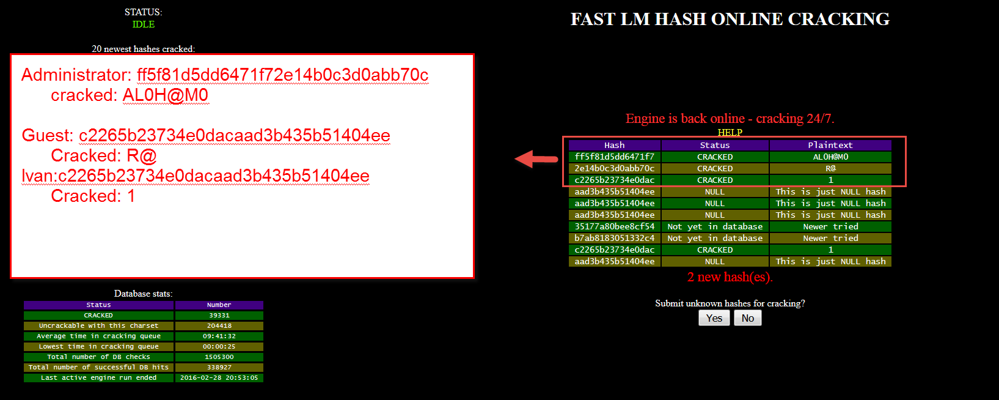 STATUS:
IDLE
20 newest hashes cracked:
Administrator: ff5f81d5dd6471f72e14b0c3d0abb70c
cracked: AL0H@M0
Guest: c2265b23734e0dacaad3b435b51404ee
Cracked: R@
Ivan:c2265b23734e0dacaad3b435b51404ee
Cracked: 1
Database stats:
Status Number
CRACKED 39331
Uncrackable with this charset 204418
Average time in cracking queue 09:41:32
Lowest time in cracking queue 00:00:25
Total number of DB checks 1505300
Total number of successful DB hits 338927
Last active engine run ended 2016-02-28 20:53:05
FAST LM HASH ONLINE CRACKING
Engine is back online - cracking 24/7.
HELP
Hash Status Plaintext
ff5f81d5dd6471f7 CRACKED AL0H@M0
2e14b0c3d0abb70c CRACKED R@
c2265b23734e0dac CRACKED 1
aad3b435b51404ee NULL This is just NULL hash
aad3b435b51404ee NULL This is just NULL hash
aad3b435b51404ee NULL This is just NULL hash
35177a80bee8cf54 Not yet in database Newer tried
b7ab8183051332c4 Not yet in database Newer tried
c2265b23734e0dac CRACKED 1
aad3b435b51404ee NULL This is just NULL hash
2 new hash(es).
Submit unknown hashes for cracking?
Yes No